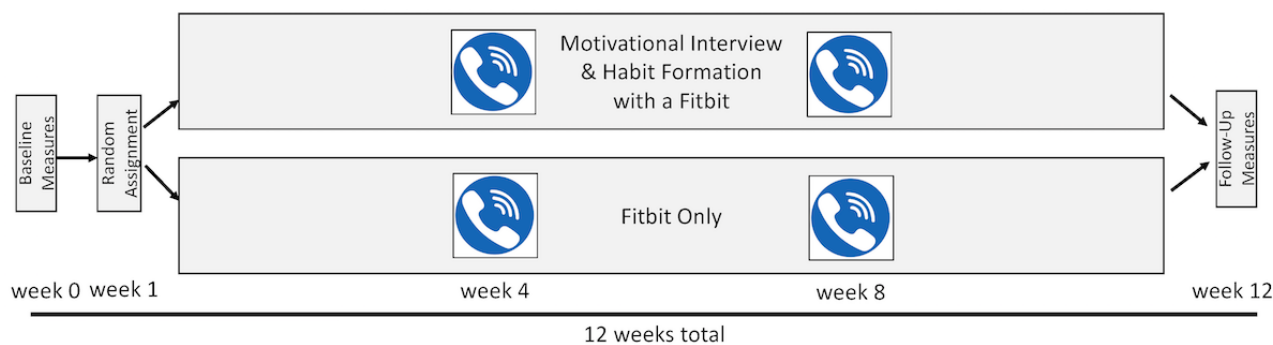 Baseline
Measures
Random
Assignment
Motivational Interview
& Habit Formation
with a Fitbit
Fitbit Only
Follow-Up
Measures
week 0
week 1
week 4
week 8
week 12
12 weeks total